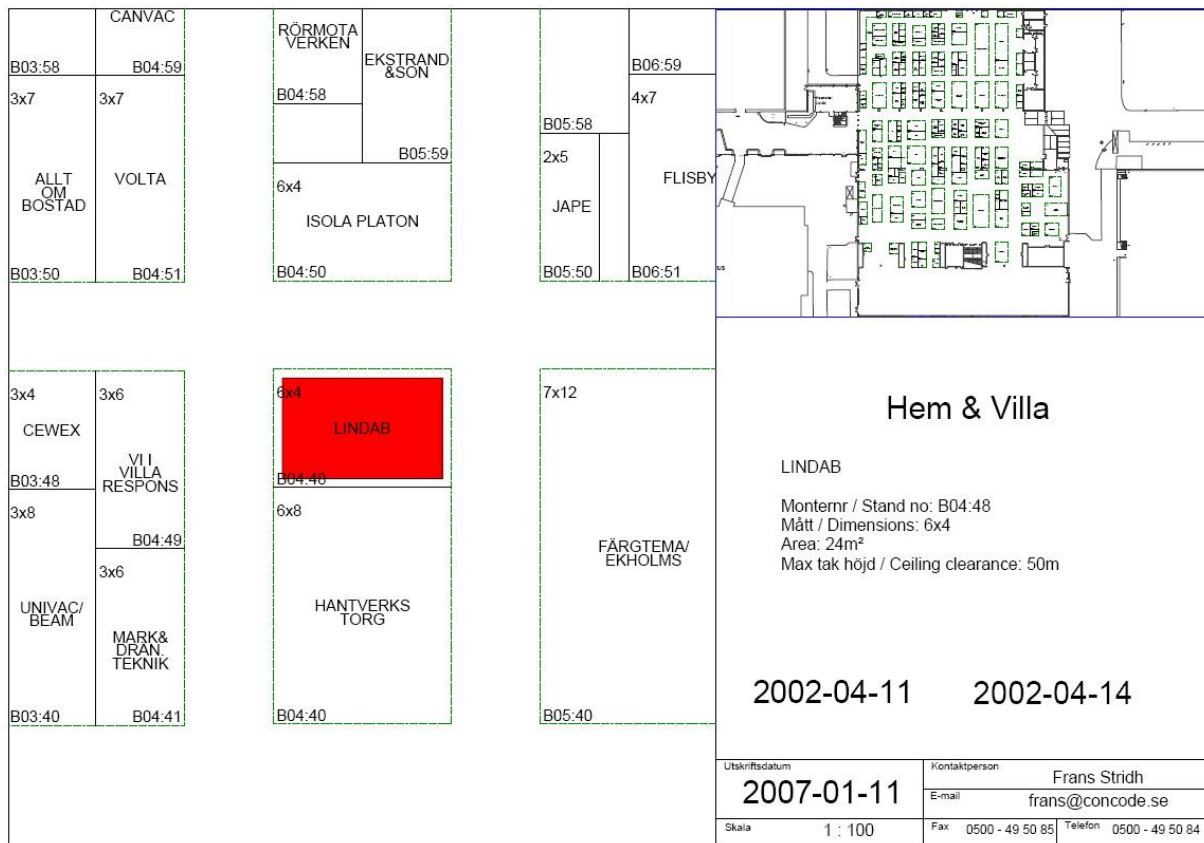 CANVAC
B03:58
B04:59
RÖRMOTA
VERKEN
B04:58
EKSTRAND
&SON
B05:59
B06:59
B05:58
3x7
ALLT
OM
BOSTAD
B03:50
3x7
VOLTA
B04:51
6x4
ISOLA PLATON
B04:50
2x5
JAPE
B05:50
4x7
FLISBY
B06:51
3x4
CEWEX
B03:48
3x6
VI I
VILLA
RESPONS
B04:49
6x4
LINDAB
B04:48
7x12
FÄRGTEMA/
EKHOLMS
B05:40
3x8
UNIVAC/
BEAM
B03:40
3x6
MARK&
DRÄN.
TEKNIK
B04:41
6x8
HANTVERKS
TORG
B04:40
Hem & Villa
LINDAB
Monternr / Stand no: B04:48
Mått / Dimensions: 6x4
Area: 24m²
Max tak höjd / Ceiling clearance: 50m
2002-04-11 2002-04-14
Utskriftsdatum
2007-01-11
Kontaktperson
Frans Stridh
E-mail
frans@concode.se
Skala 1 : 100
Fax 0500 - 49 50 85
Telefon 0500 - 49 50 84